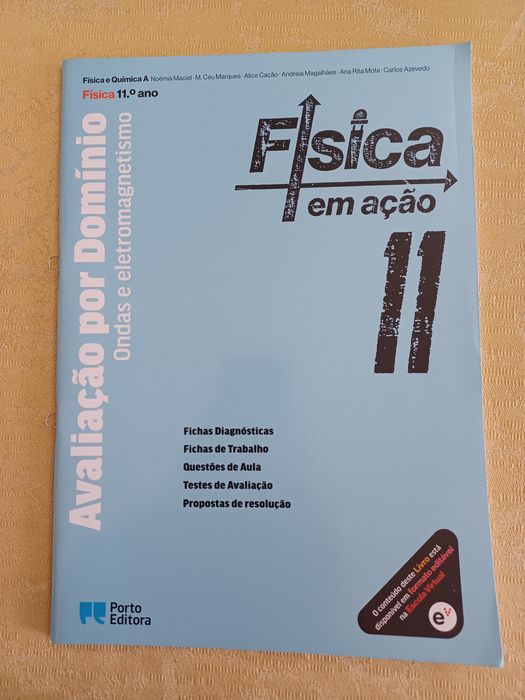 Física e Química A Noémia Maciel · M. Céu Marques · Alice Cação · Andreia Magalhães · Ana Rita Mota · Carlos Azevedo
Física 11.º ano
Avaliação por Domínio
Ondas e eletromagnetismo
Física
em ação
11
Fichas Diagnósticas
Fichas de Trabalho
Questões de Aula
Testes de Avaliação
Propostas de resolução
O conteúdo deste Livro está
disponível em formato editável
na Escola Virtual
e
Porto
Editora